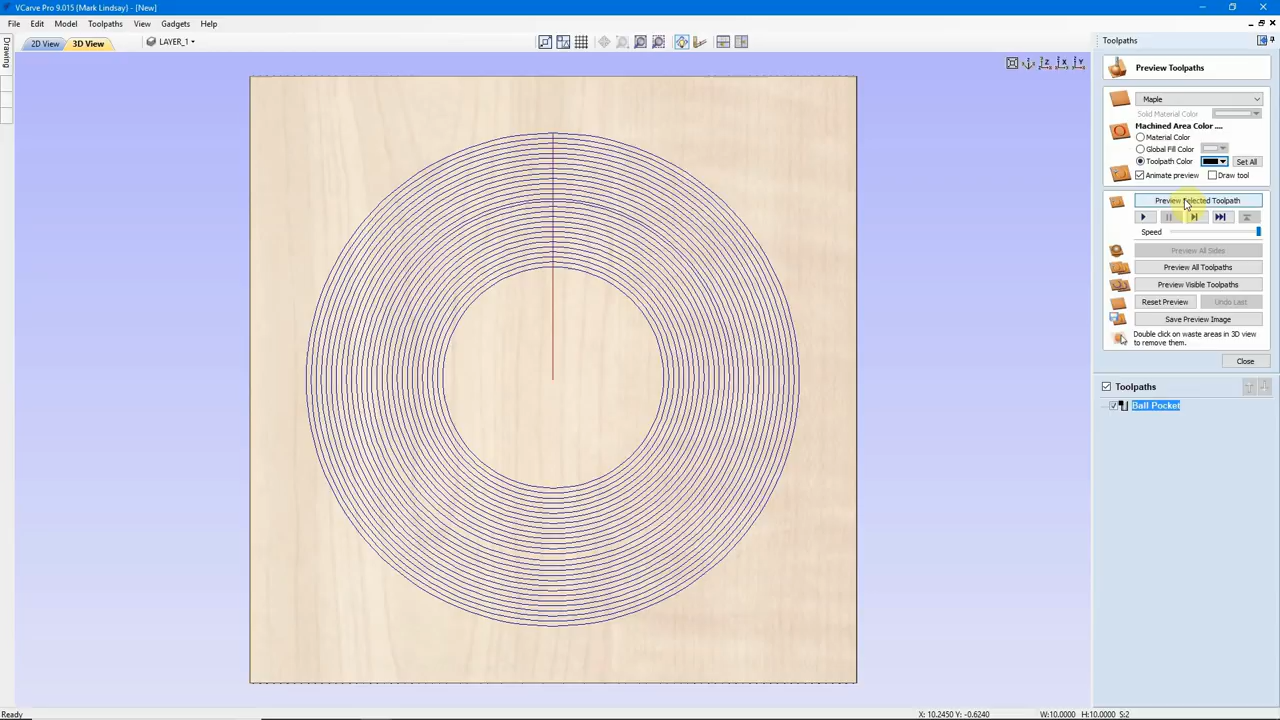 VCarve Pro 9.015 (Mark Lindsay) - [New]
File Edit Model Toolpaths View Gadgets Help
2D View 3D View LAYER_1
Drawing
Toolpaths
Preview Toolpaths
Maple
Solid Material Color
Machined Area Color ....
Material Color
Global Fill Color
Toolpath Color Set All
Animate preview Draw tool
Preview Selected Toolpath
Speed
Preview All Sides
Preview All Toolpaths
Preview Visible Toolpaths
Reset Preview Undo Last
Save Preview Image
Double click on waste areas in 3D view
to remove them.
Close
Toolpaths
Ball Pocket
Ready X: 10.2450 Y: -0.6240 W:10.0000 H:10.0000 S:2